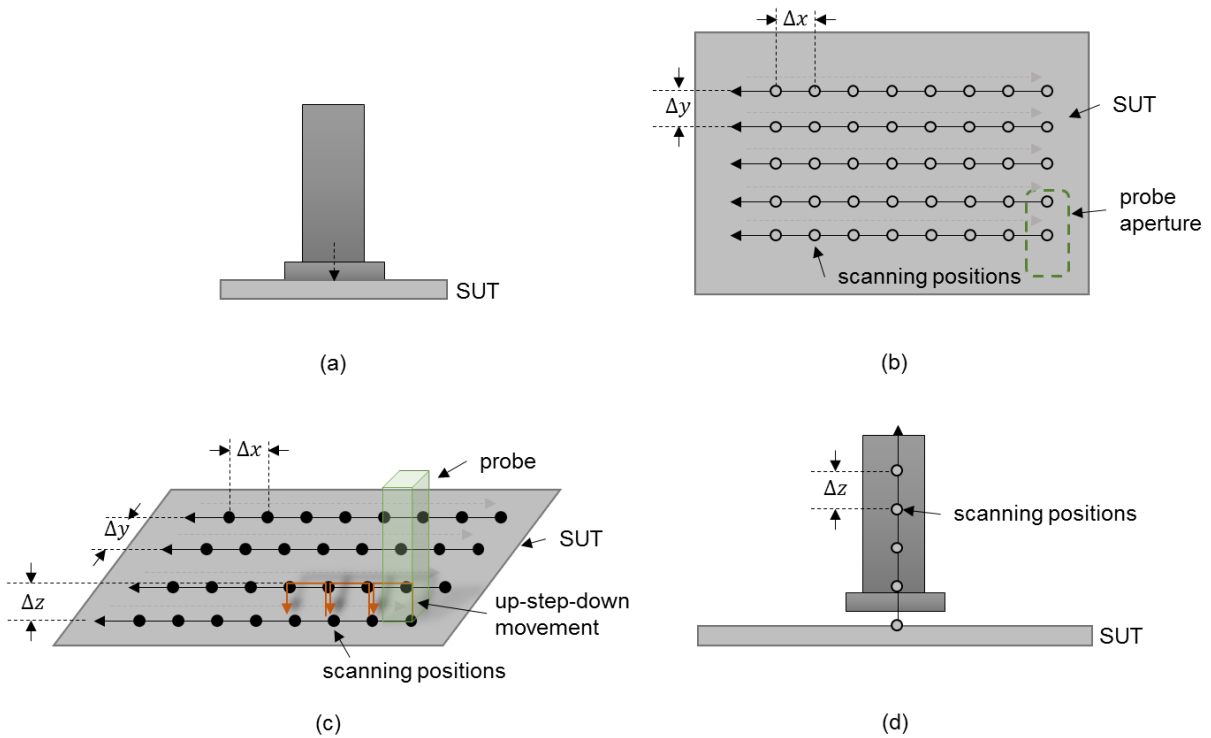 SUT
(a)
Δx
Δy
SUT
probe
aperture
scanning positions
(b)
Δx
probe
Δy
SUT
Δz
up-step-down
movement
scanning positions
(c)
Δz
scanning positions
SUT
(d)